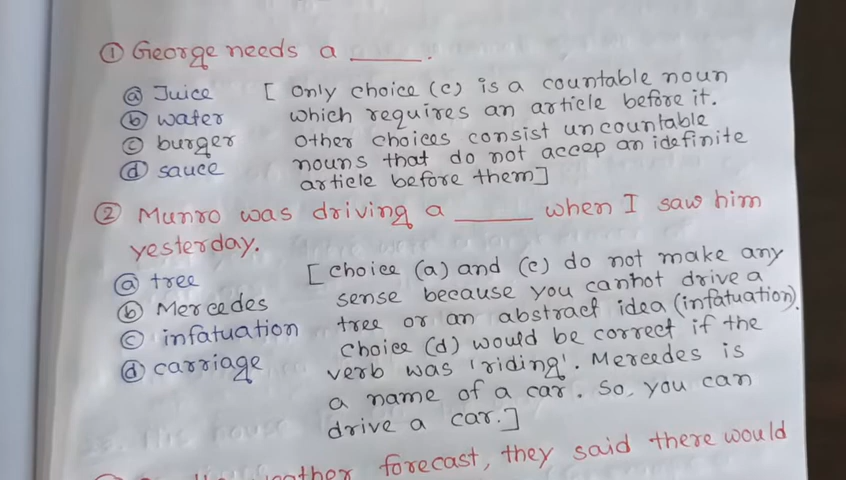 ① George needs a _____.
ⓐ Juice [ Only choice (c) is a countable noun
ⓑ water which requires an article before it.
ⓒ burger other choices consist uncountable
ⓓ sauce nouns that do not accep an idefinite
article before them]
② Munro was driving a _____ when I saw him
yesterday.
ⓐ tree [choice (a) and (c) do not make any
ⓑ Mercedes sense because you cannot drive a
ⓒ infatuation tree or an abstract idea (infatuation).
ⓓ carriage choice (d) would be correct if the
verb was 'riding'. Mercedes is
a name of a car. So, you can
drive a car.]
forecast, they said there would